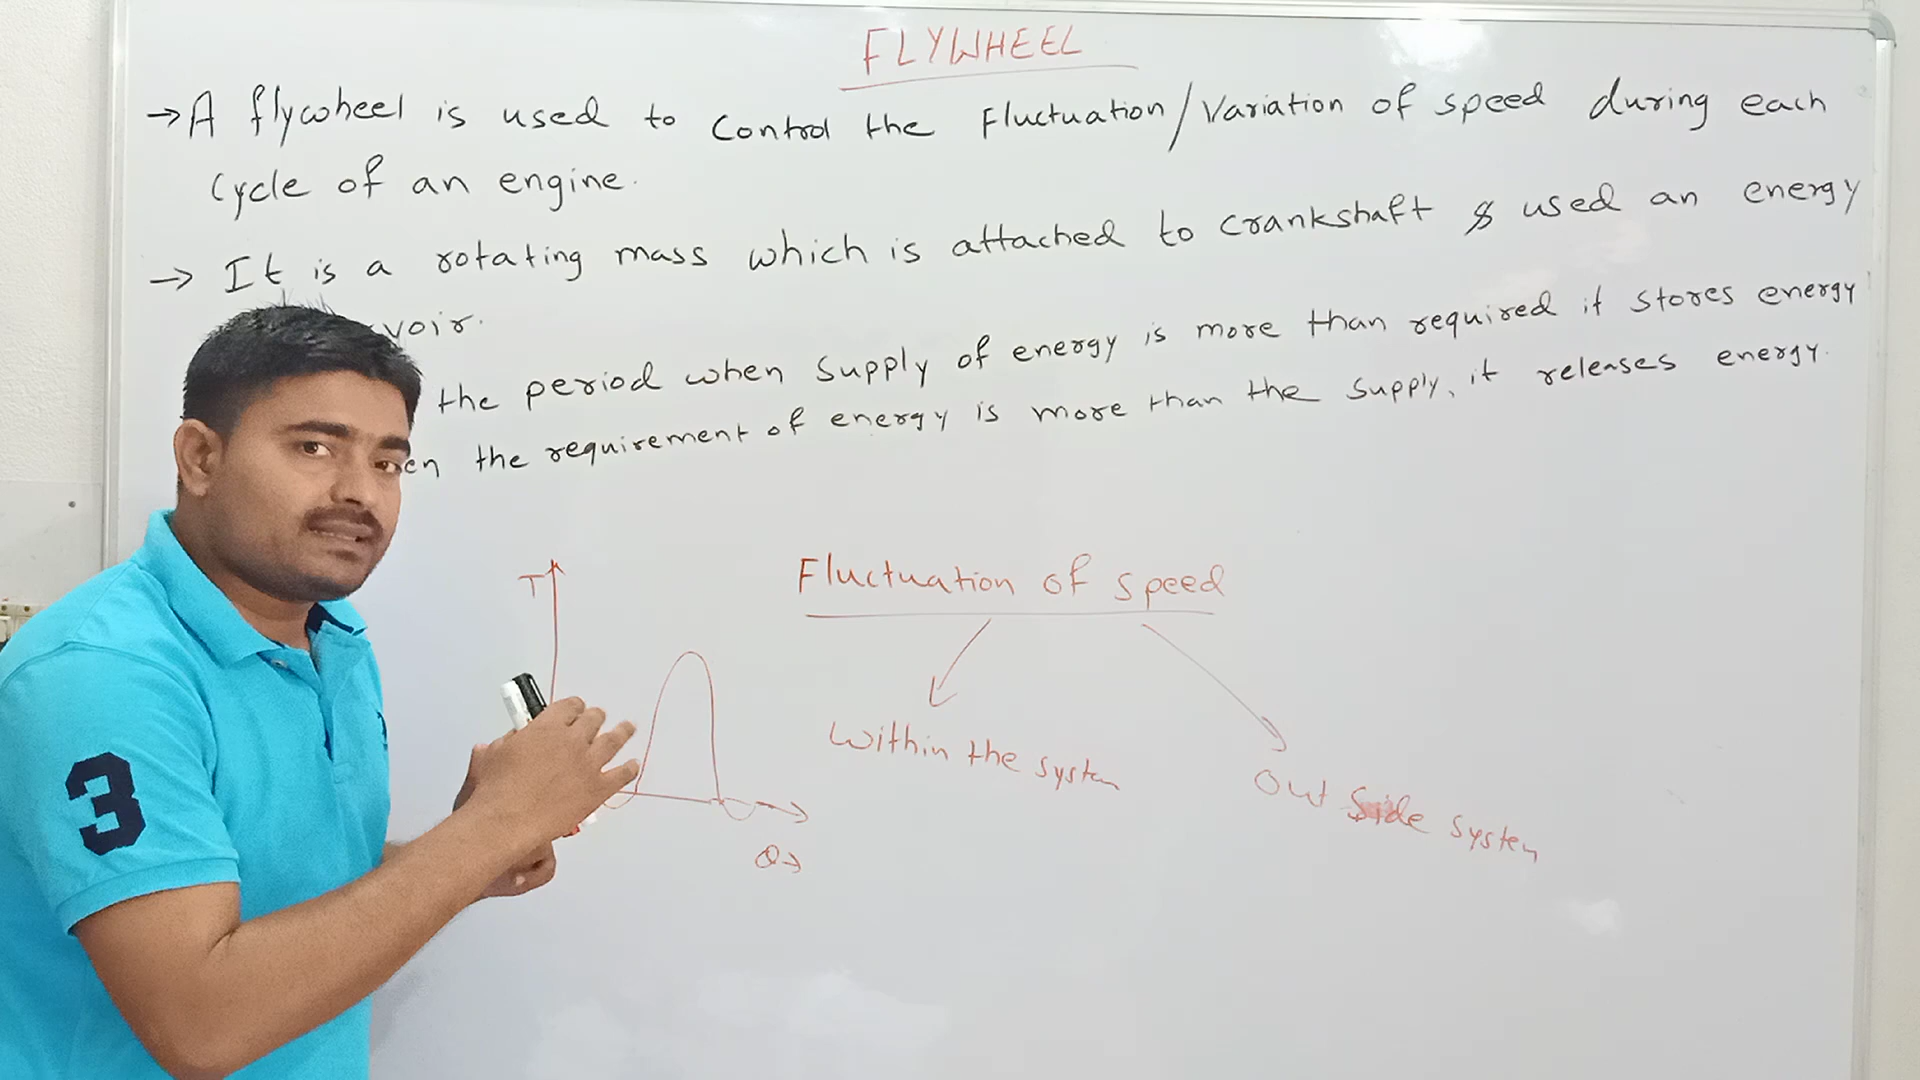 FLYWHEEL
→ A flywheel is used to control the Fluctuation/Variation of speed during each
cycle of an engine.
→ It is a rotating mass which is attached to crankshaft & used an energy
voir.
the period when supply of energy is more than required it stores energy
en the requirement of energy is more than the supply, it releases energy.
T
Fluctuation of speed
Within the system
Out Side system
θ→
3